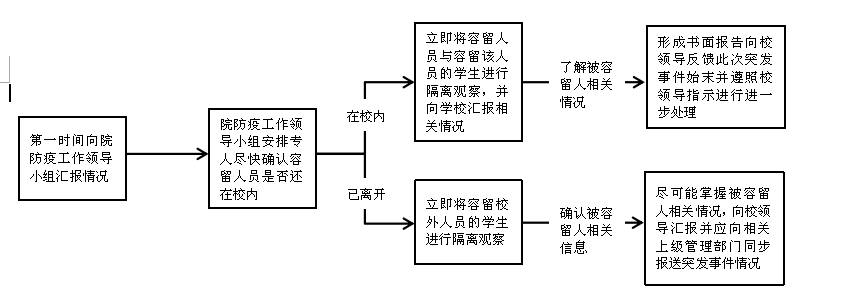 第一时间向院
防疫工作领导
小组汇报情况
院防疫工作领
导小组安排专
人尽快确认容
留人员是否还
在校内
在校内
立即将容留人
员与容留该人
员的学生进行
隔离观察，并
向学校汇报相
关情况
了解被容
留人相关
情况
形成书面报告向校
领导反馈此次突发
事件始末并遵照校
领导指示进行进一
步处理
已离开
立即将容留校
外人员的学生
进行隔离观察
确认被容
留人相关
信息
尽可能掌握被容留
人相关情况，向校领
导汇报并应向相关
上级管理部门同步
报送突发事件情况